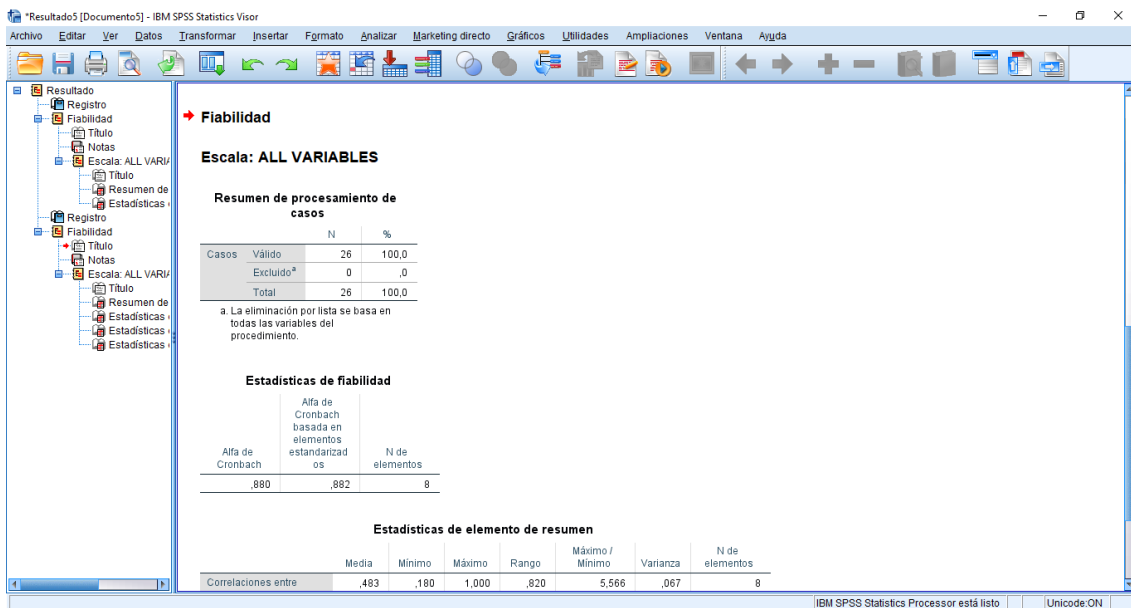 *Resultado5 [Documento5] - IBM SPSS Statistics Visor
Archivo Editar Ver Datos Transformar Insertar Formato Analizar Marketing directo Gráficos Utilidades Ampliaciones Ventana Ayuda
Resultado
Registro
Fiabilidad
Título
Notas
Escala: ALL VARIA
Título
Resumen de
Estadísticas
Registro
Fiabilidad
Título
Notas
Escala: ALL VARIA
Título
Resumen de
Estadísticas
Estadísticas
Estadísticas
Fiabilidad
Escala: ALL VARIABLES
Resumen de procesamiento de
casos
N %
Casos Válido 26 100,0
Excluido a 0 ,0
Total 26 100,0
a. La eliminación por lista se basa en
todas las variables del
procedimiento.
Estadísticas de fiabilidad
Alfa de
Cronbach
basada en
elementos
Alfa de estandarizad N de
Cronbach os elementos
,880 ,882 8
Estadísticas de elemento de resumen
Máximo / N de
Media Mínimo Máximo Rango Mínimo Varianza elementos
Correlaciones entre ,483 ,180 1,000 ,820 5,566 ,067 8
IBM SPSS Statistics Processor está listo Unicode:ON